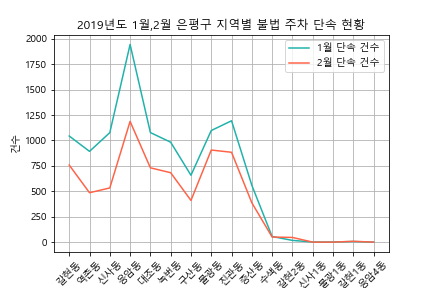 2019년도 1월,2월 은평구 지역별 불법 주차 단속 현황
1월 단속 건수
2월 단속 건수
건수
2000
1750
1500
1250
1000
750
500
250
0
갈현동
역촌동
신사동
응암동
대조동
녹번동
구산동
불광동
진관동
증산동
수색동
갈현2동
신사1동
불광1동
갈현1동
응암4동